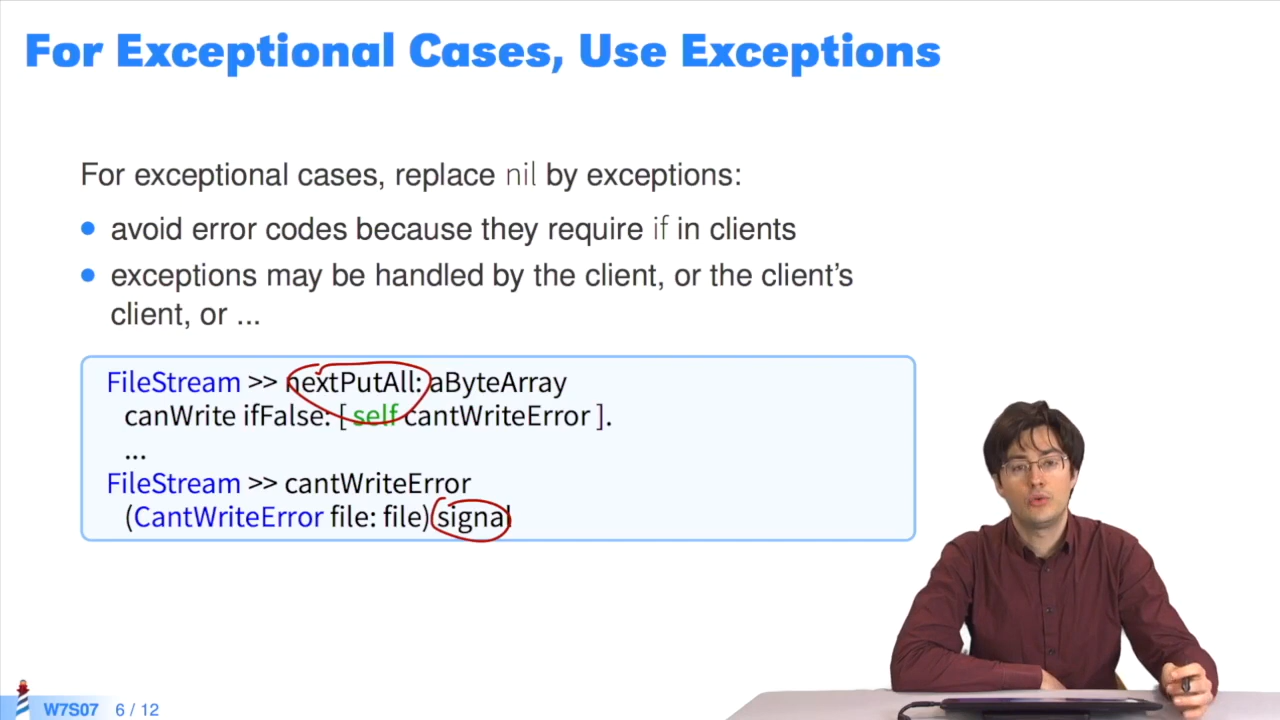 For Exceptional Cases, Use Exceptions
For exceptional cases, replace nil by exceptions:
avoid error codes because they require if in clients
exceptions may be handled by the client, or the client's
client, or ...
FileStream >> nextPutAll: aByteArray
canWrite ifFalse: [ self cantWriteError ].
...
FileStream >> cantWriteError
(CantWriteError file: file) signal
W7S07 6 / 12